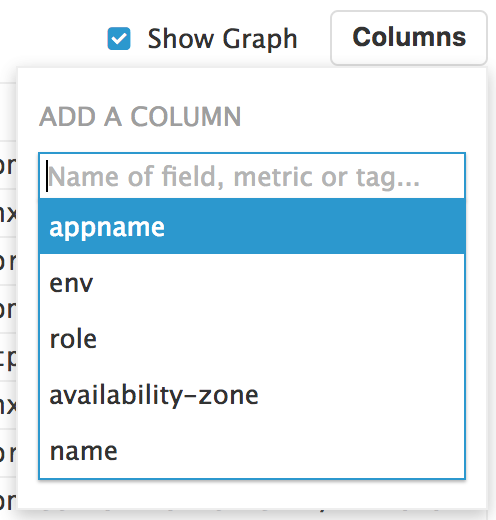 Show Graph Columns
ADD A COLUMN
Name of field, metric or tag...
appname
env
role
availability-zone
name